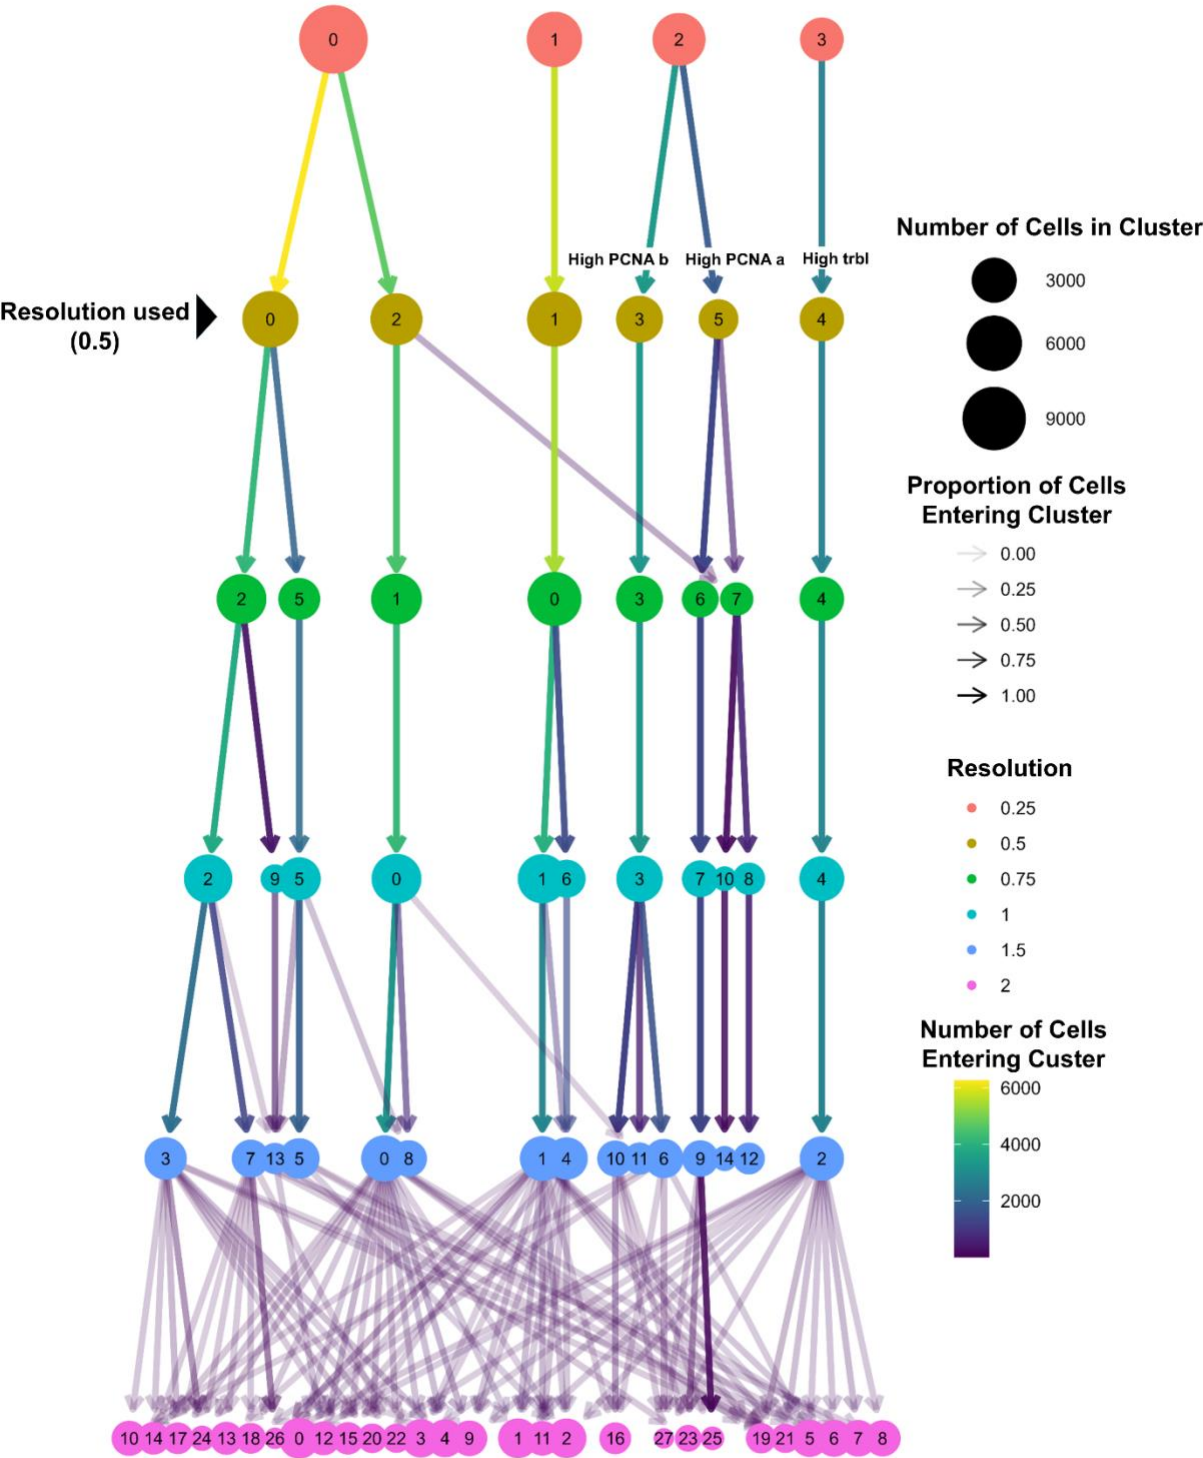 0 1 2 3
High PCNA b High PCNA a High trbl
Resolution used
(0.5)
0 2 1 3 5 4
2 5 1 0 3 6 7 4
2 9 5 0 1 6 3 7 10 8 4
3 7 13 5 0 8 1 4 10 11 6 9 14 12 2
10 14 17 24 13 18 26 0 12 15 20 22 3 4 9 1 11 2 16 27 23 25 19 21 5 6 7 8
Number of Cells in Cluster
3000
6000
9000
Proportion of Cells
Entering Cluster
0.00
0.25
0.50
0.75
1.00
Resolution
0.25
0.5
0.75
1
1.5
2
Number of Cells
Entering Custer
6000
4000
2000